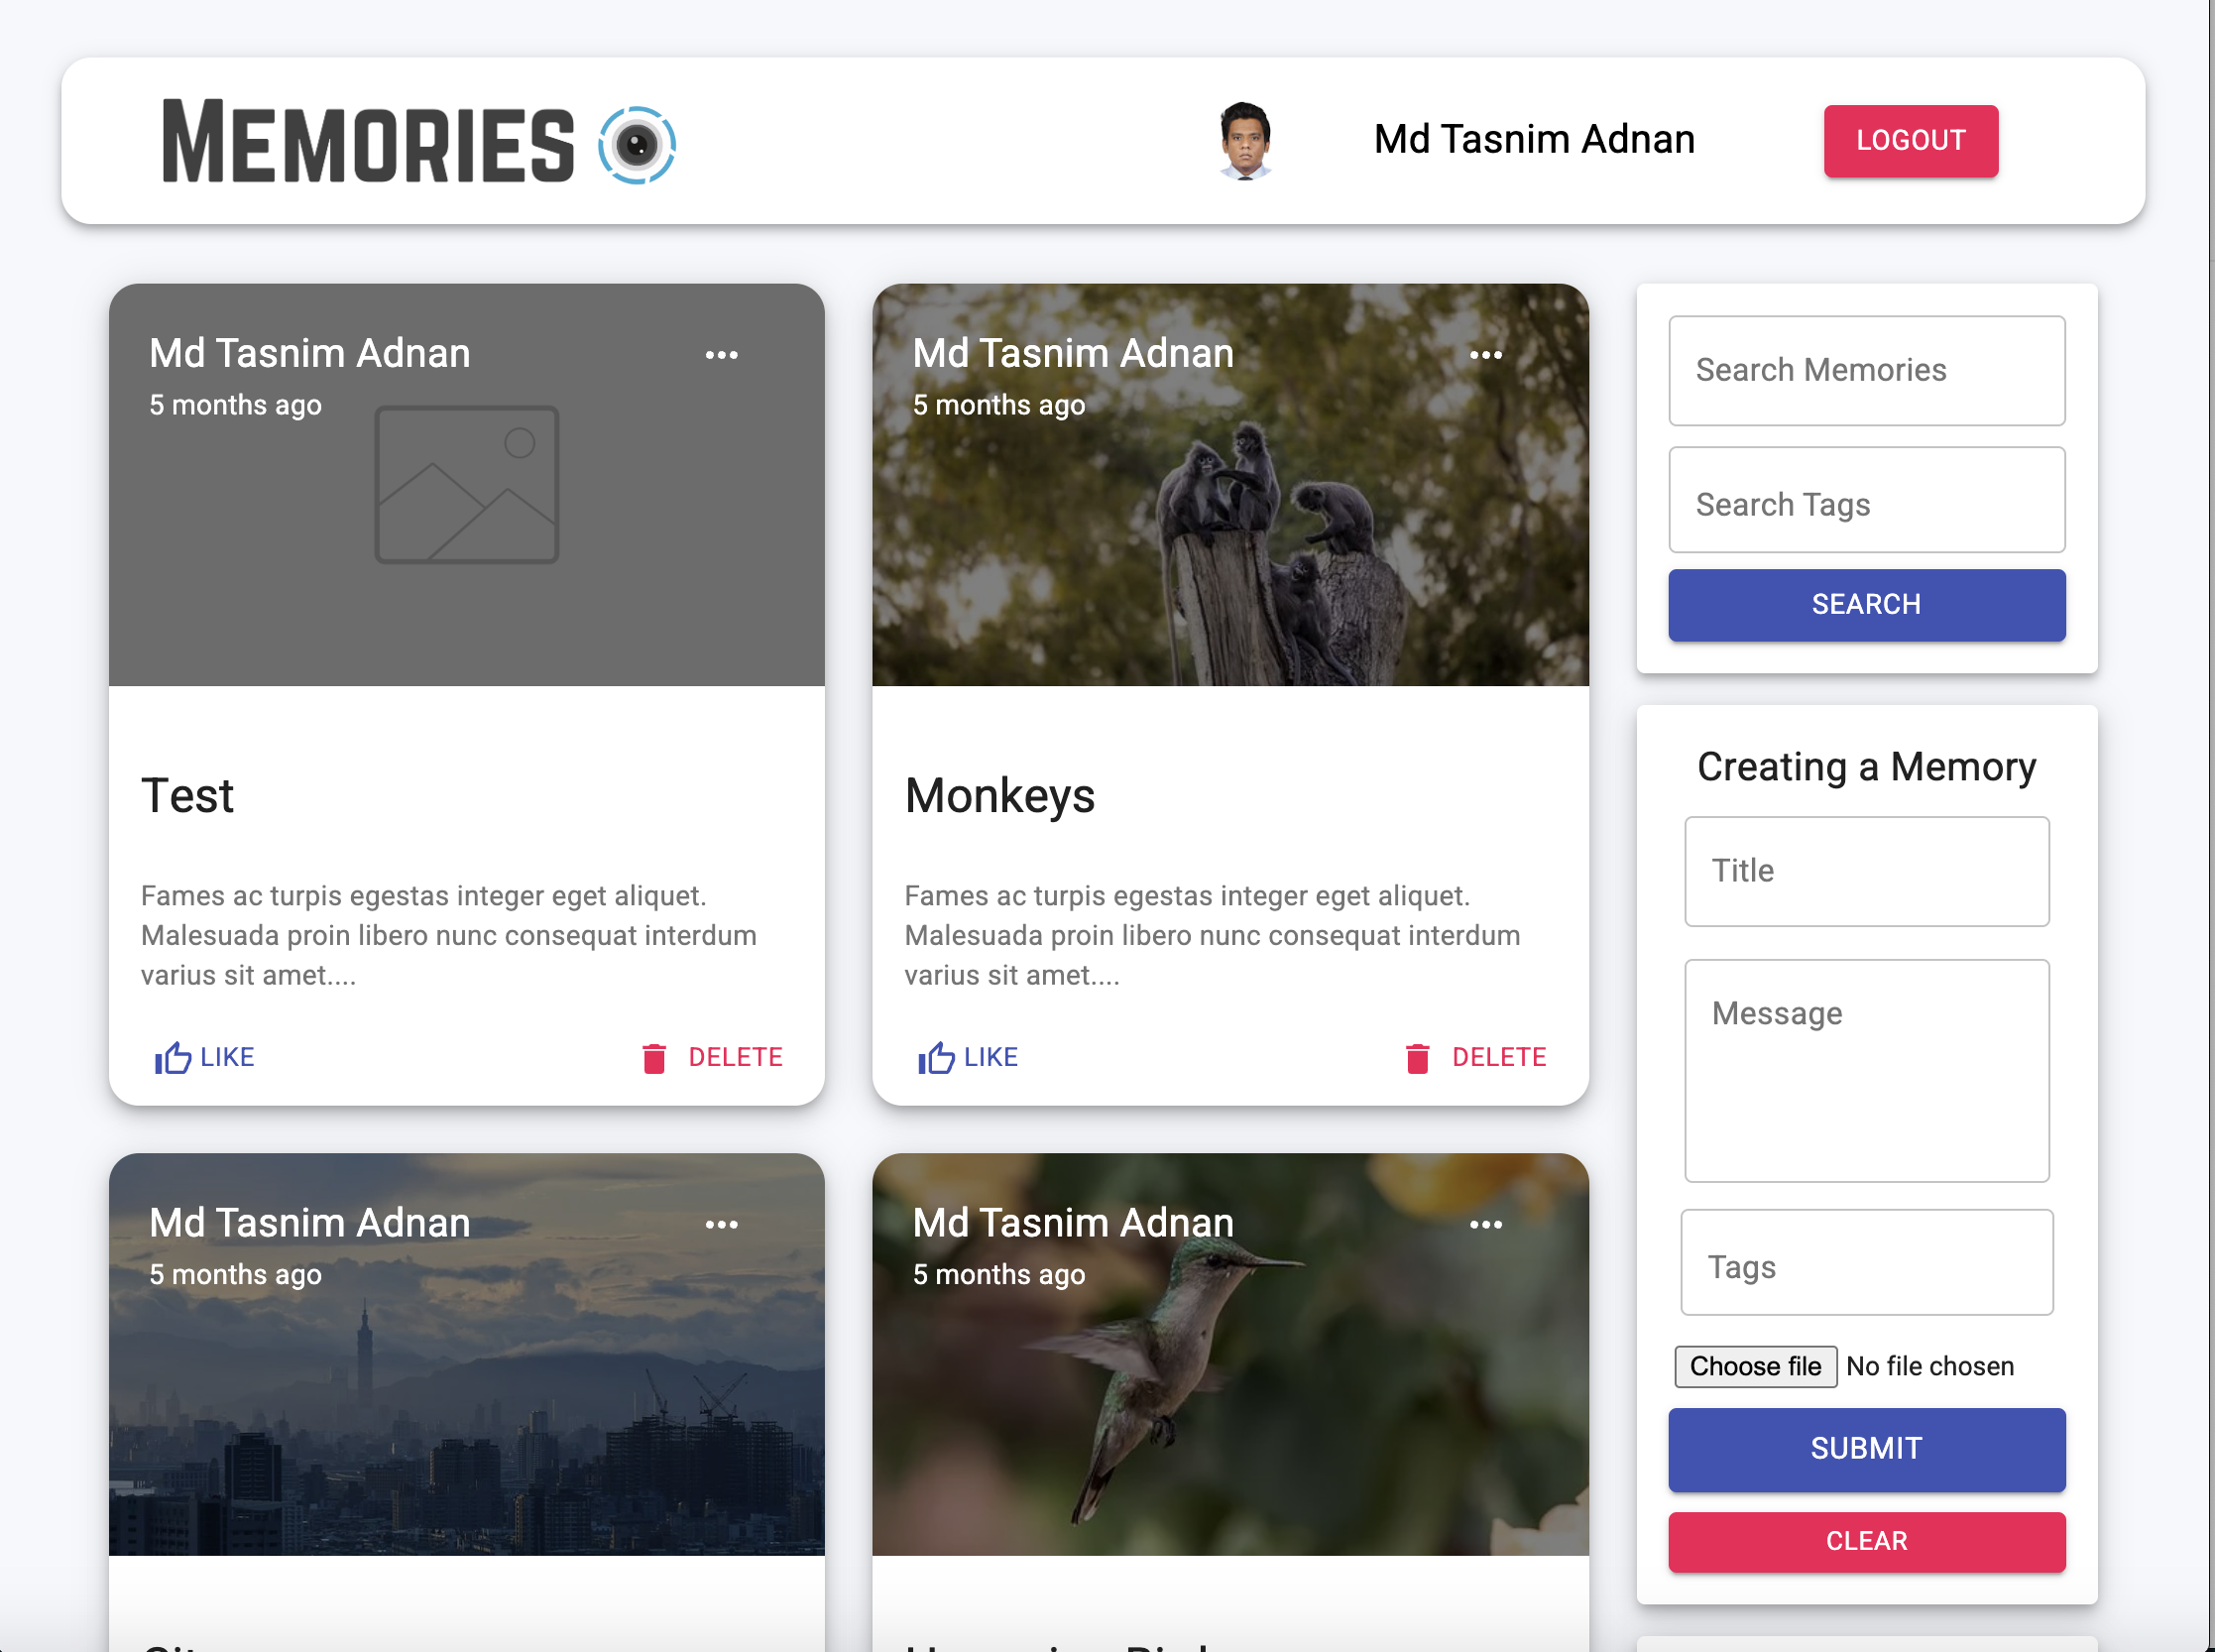 MEMORIES
Md Tasnim Adnan
LOGOUT
Md Tasnim Adnan
5 months ago
Test
Fames ac turpis egestas integer eget aliquet.
Malesuada proin libero nunc consequat interdum
varius sit amet....
LIKE
DELETE
Md Tasnim Adnan
5 months ago
Monkeys
Fames ac turpis egestas integer eget aliquet.
Malesuada proin libero nunc consequat interdum
varius sit amet....
LIKE
DELETE
Md Tasnim Adnan
5 months ago
Md Tasnim Adnan
5 months ago
Search Memories
Search Tags
SEARCH
Creating a Memory
Title
Message
Tags
Choose file No file chosen
SUBMIT
CLEAR